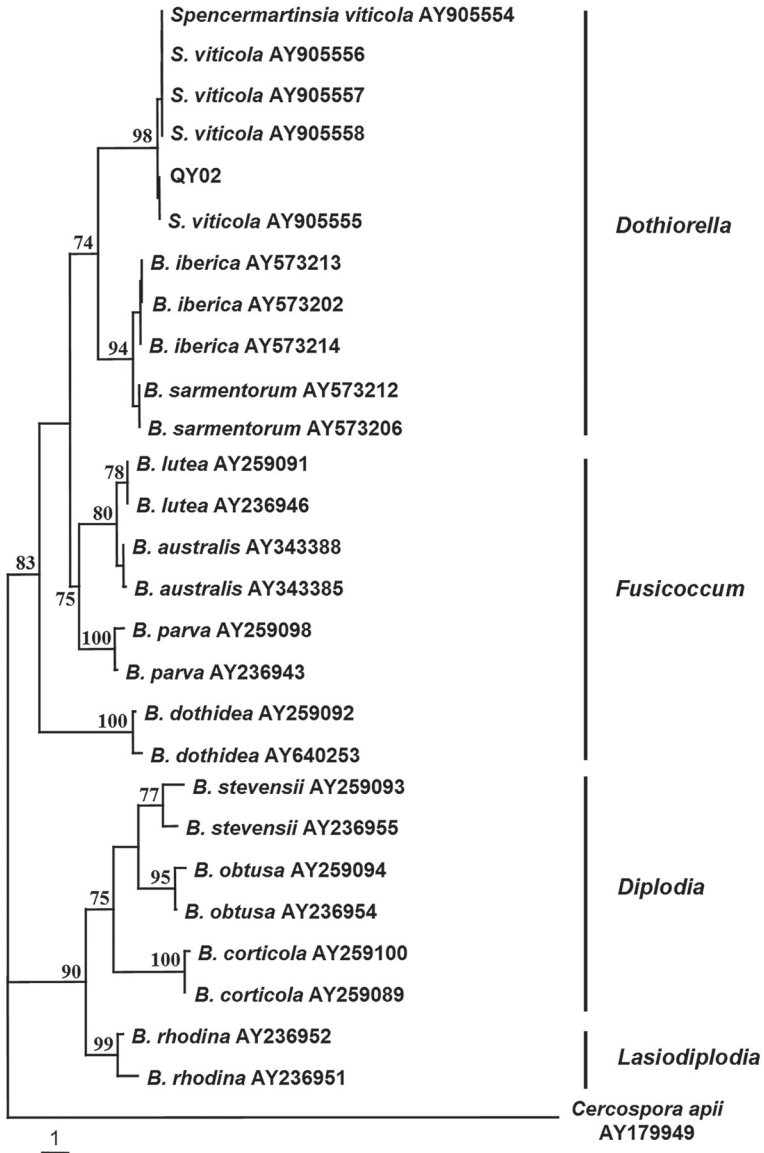 Spencermartinsia viticola AY905554
S. viticola AY905556
S. viticola AY905557
S. viticola AY905558
98
QY02
S. viticola AY905555
Dothiorella
74
B. iberica AY573213
B. iberica AY573202
B. iberica AY573214
94
B. sarmentorum AY573212
B. sarmentorum AY573206
B. lutea AY259091
78
B. lutea AY236946
80
B. australis AY343388
83
B. australis AY343385
Fusicoccum
75
B. parva AY259098
100
B. parva AY236943
B. dothidea AY259092
100
B. dothidea AY640253
B. stevensii AY259093
77
B. stevensii AY236955
B. obtusa AY259094
95
Diplodia
75
B. obtusa AY236954
B. corticola AY259100
100
90
B. corticola AY259089
B. rhodina AY236952
99
Lasiodiplodia
B. rhodina AY236951
Cercospora apii
AY179949
1